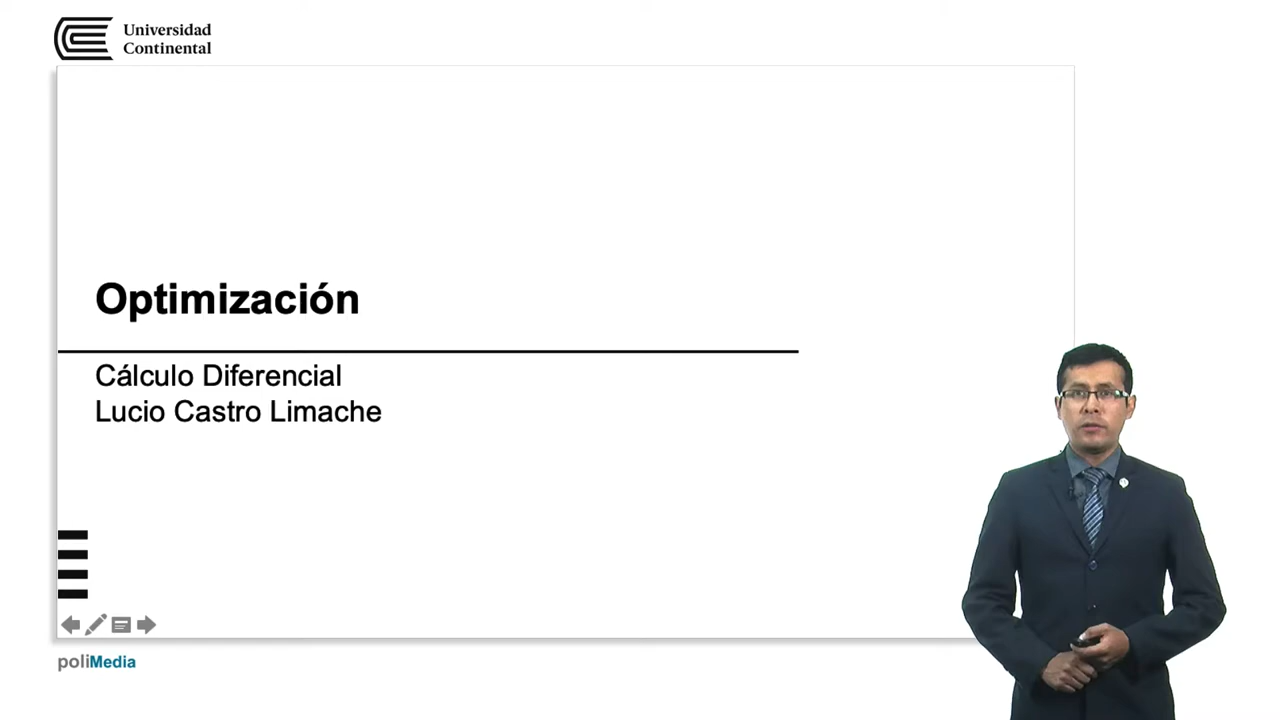 Universidad
Continental
Optimización
Cálculo Diferencial
Lucio Castro Limache
poliMedia